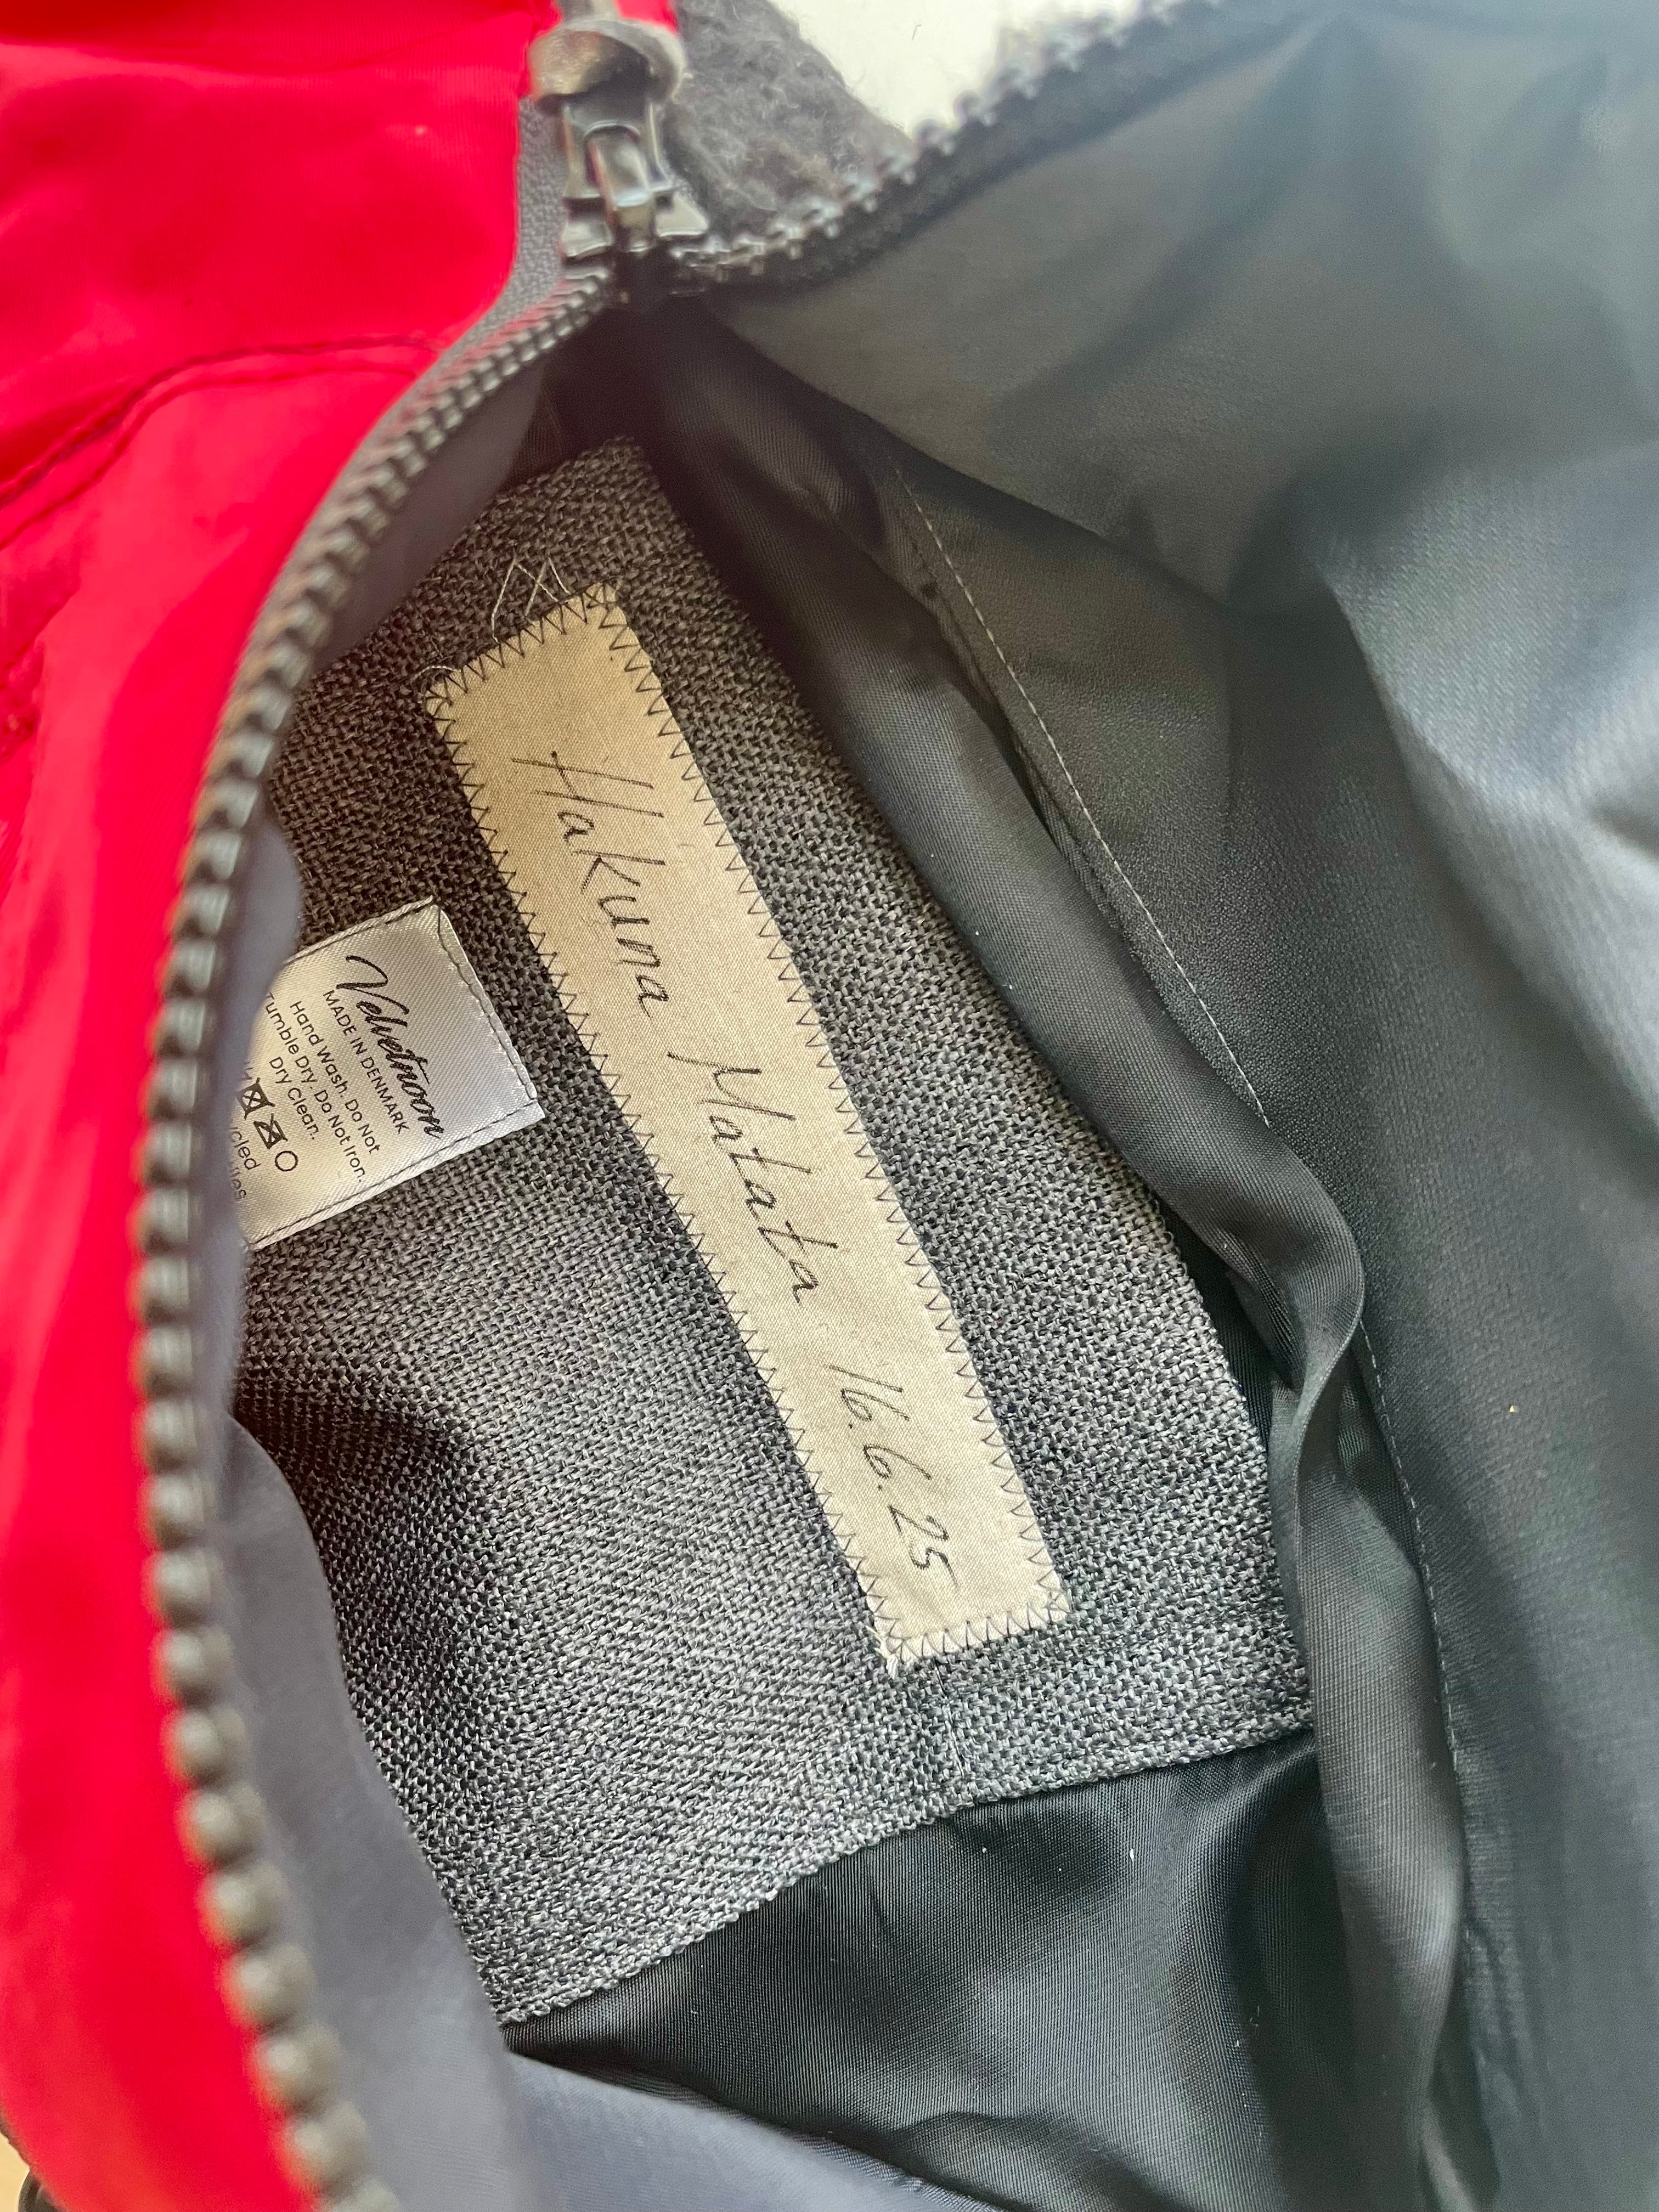 Hakuna Matata 16.6.25
Velvetnoon
MADE IN DENMARK
Hand Wash. Do Not
Tumble Dry. Do Not Iron.
Dry Clean.